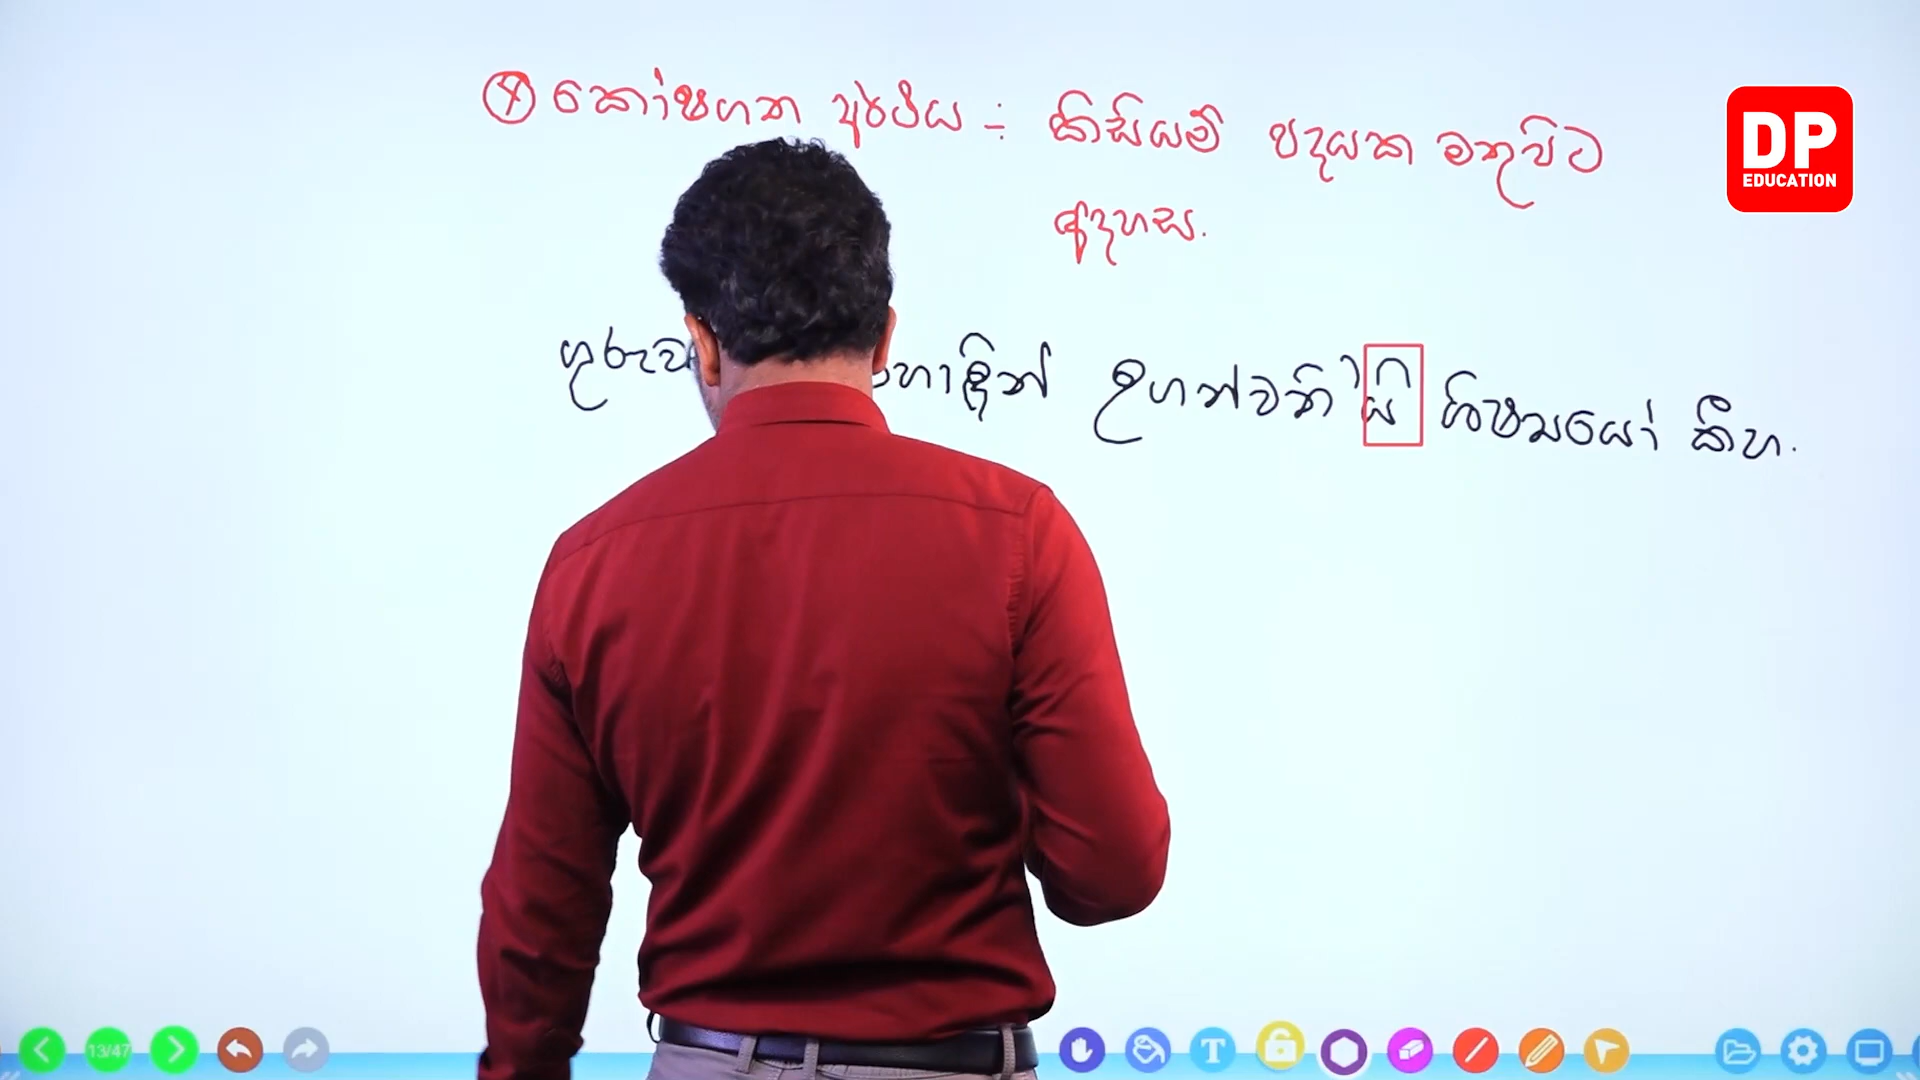 ④ කෝෂගත අර්ථය ÷ කිසියම් පදයක මතුපිට
අදහස.
හොඳින් උගන්වති 'යි ශිෂ්‍යයෝ කීහ.
DP
EDUCATION
13/47
T